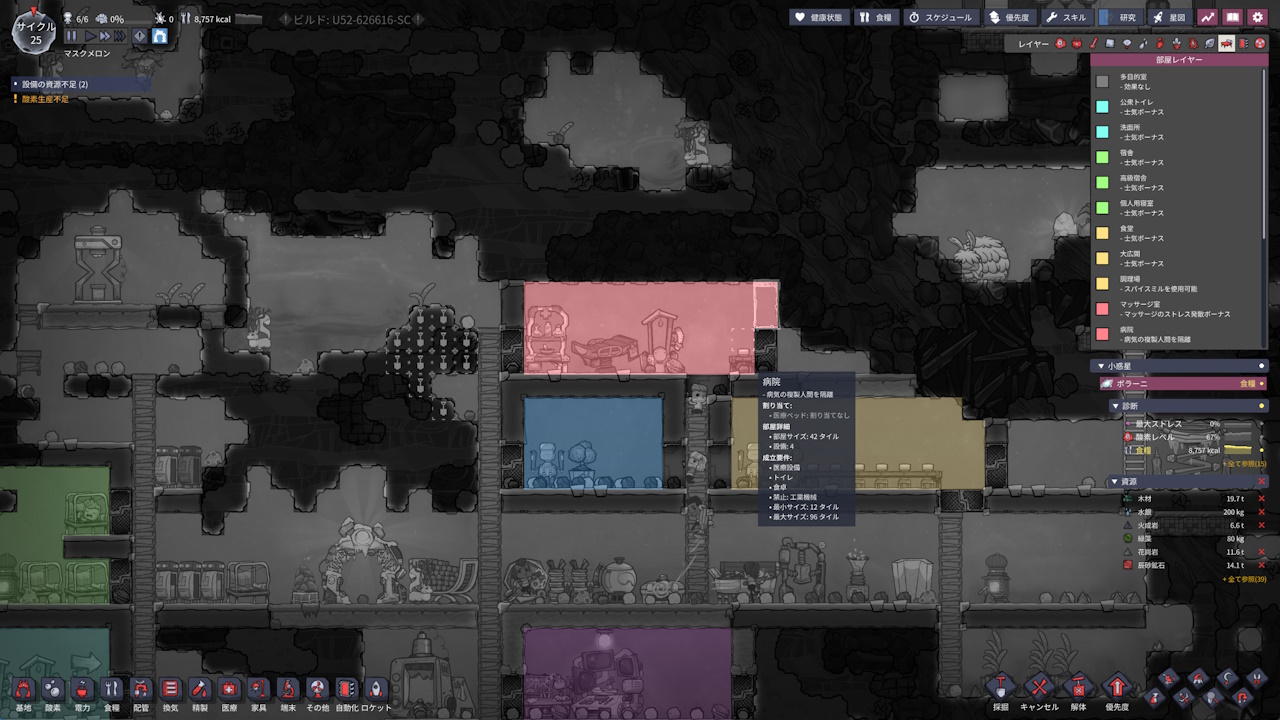 サイクル
25
6/6
0%
0
8,757 kcal
マスクメロン
ビルド: U52-626616-SC
• 設備の資源不足 (2)
! 酸素生産不足
健康状態
食糧
スケジュール
優先度
スキル
研究
星図
レイヤー
部屋レイヤー
多目的室
- 効果なし
公衆トイレ
- 士気ボーナス
洗面所
- 士気ボーナス
宿舎
- 士気ボーナス
高級宿舎
- 士気ボーナス
個人用寝室
- 士気ボーナス
食堂
- 士気ボーナス
大広間
- 士気ボーナス
調理場
- スパイスミルを使用可能
マッサージ室
- マッサージのストレス発散ボーナス
病院
- 病気の複製人間を隔離
小惑星
ポラーニ
食糧
診断
最大ストレス 0%
酸素レベル 67%
食糧 8,757 kcal
+ 全て参照(15)
資源
木材 19.7 t
水銀 200 kg
火成岩 6.6 t
緑藻 80 kg
花崗岩 11.6 t
辰砂鉱石 14.1 t
+ 全て参照(39)
病院
- 病気の複製人間を隔離
割り当て:
• 医療ベッド: 割り当てなし
部屋詳細
• 部屋サイズ: 42 タイル
• 設備: 4
成立要件:
• 医療設備
• トイレ
• 食卓
• 禁止: 工業機械
• 最小サイズ: 12 タイル
• 最大サイズ: 96 タイル
基地
酸素
電力
食糧
配管
換気
精製
医療
家具
端末
その他
自動化
ロケット
採掘
キャンセル
解体
優先度